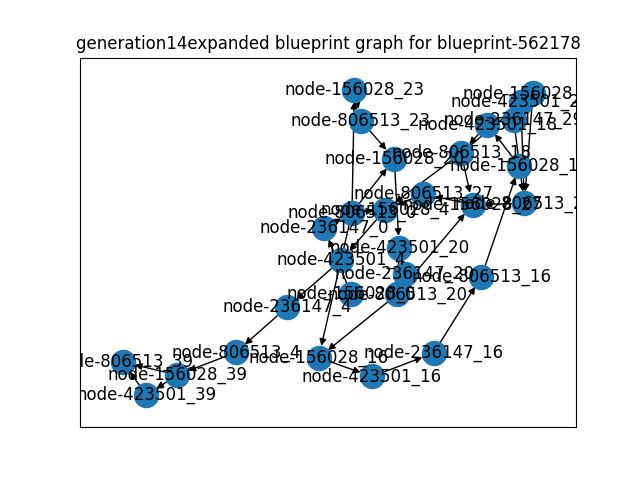 generation14expanded blueprint graph for blueprint-562178
node-156028_23
node-156028
node-423501_2
node-806513_23
node-236147_29
node-423501_18
node-156028_20
node-806513_18
node-156028_1
node-806513_27
node-806513_2
node-156028_4
node-806513_0
node-236147_0
node-423501_20
node-423501_4
node-236147_20
node-806513_16
node-156028_0
node-806513_20
node-236147_4
node-806513_4
node-156028_16
node-236147_16
de-806513_39
node-156028_39
node-423501_16
node-423501_39